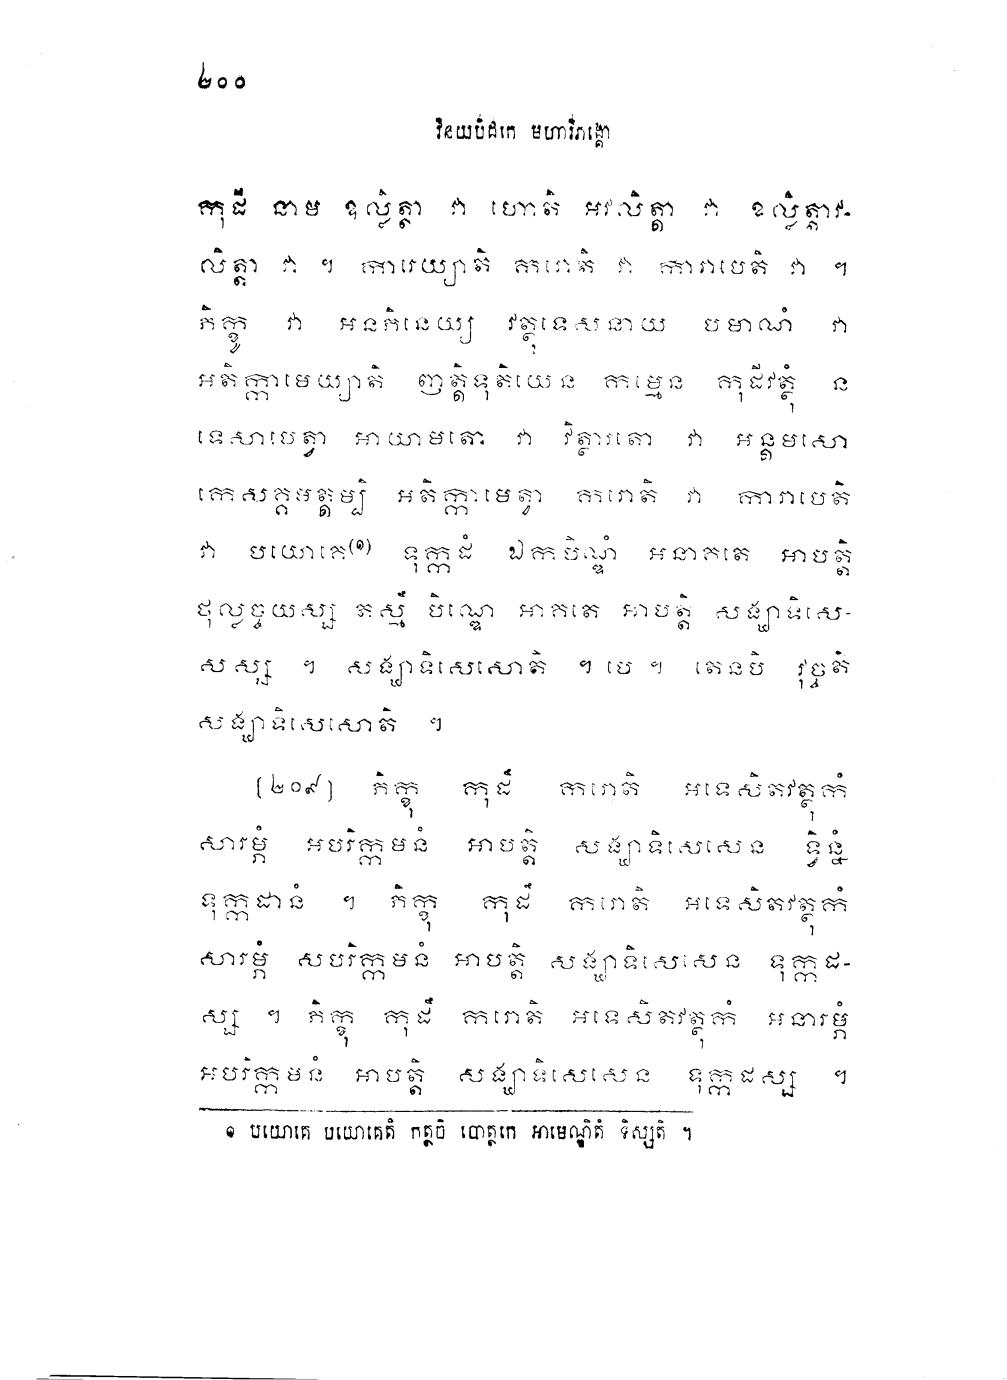 ២០០
វិនយបិដកេ មហាវិភង្គោ
កុដី នាម ឧល្លិត្តា វា ហោតិ អវលិត្តា វា ឧល្លិត្តាវ-
លិត្តា វា ។ ការេយ្យាតិ ករោតិ វា ការាបេតិ វា ។
ភិក្ខូ វា អនភិនេយ្យ វត្ថុទេសនាយ បមាណំ វា
អតិក្កាមេយ្យាតិ ញត្តិទុតិយេន កម្មេន កុដីវត្ថុំ ន
ទេសាបេត្វា អាយាមតោ វា វិត្ថារតោ វា អន្តមសោ
កេសគ្គមត្តម្បិ អតិក្កាមេត្វា ករោតិ វា ការាបេតិ
វា បយោគេ(១) ទុក្កដំ ឯកបិណ្ឌំ អនាគតេ អាបត្តិ
ថុល្លច្ចយស្ស តស្មឹ បិណ្ឌេ អាគតេ អាបត្តិ សង្ឃាទិសេ-
សស្ស ។ សង្ឃាទិសេសោតិ ។ បេ ។ តេនបិ វុច្ចតិ
សង្ឃាទិសេសោតិ ។
[២០៩] ភិក្ខុ កុដឹ ករោតិ អទេសិតវត្ថុកំ
សារម្ភំ អបរិក្កមនំ អាបត្តិ សង្ឃាទិសេសេន ទ្វិន្នំ
ទុក្កដានំ ។ ភិក្ខុ កុដឹ ករោតិ អទេសិតវត្ថុកំ
សារម្ភំ សបរិក្កមនំ អាបត្តិ សង្ឃាទិសេសេន ទុក្កដ-
ស្ស ។ ភិក្ខុ កុដឹ ករោតិ អទេសិតវត្ថុកំ អនារម្ភំ
អបរិក្កមនំ អាបត្តិ សង្ឃាទិសេសេន ទុក្កដស្ស ។
១ បយោគេ បយោគេតិ កត្ថចិ បោត្ថកេ អាមេណ្ឌិតំ ទិស្សតិ ។